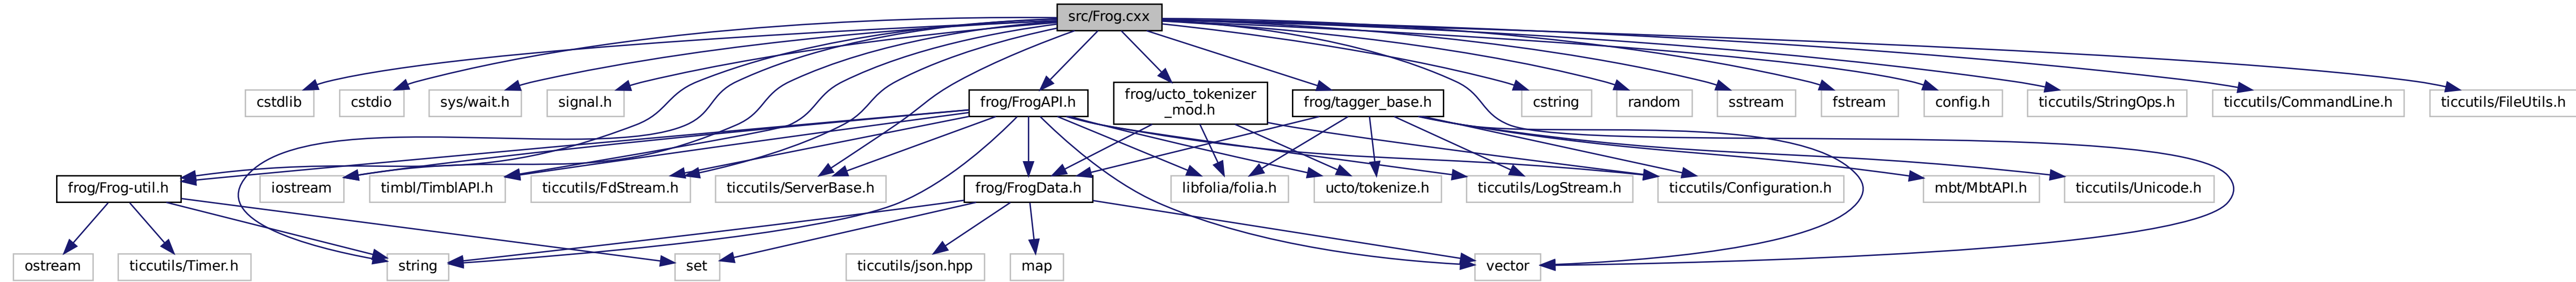 src/Frog.cxx
cstdlib
cstdio
sys/wait.h
signal.h
frog/FrogAPI.h
frog/ucto_tokenizer
_mod.h
frog/tagger_base.h
cstring
random
sstream
fstream
config.h
ticcutils/StringOps.h
ticcutils/CommandLine.h
ticcutils/FileUtils.h
frog/Frog-util.h
iostream
timbl/TimblAPI.h
ticcutils/FdStream.h
ticcutils/ServerBase.h
frog/FrogData.h
libfolia/folia.h
ucto/tokenize.h
ticcutils/LogStream.h
ticcutils/Configuration.h
mbt/MbtAPI.h
ticcutils/Unicode.h
ostream
ticcutils/Timer.h
string
set
ticcutils/json.hpp
map
vector